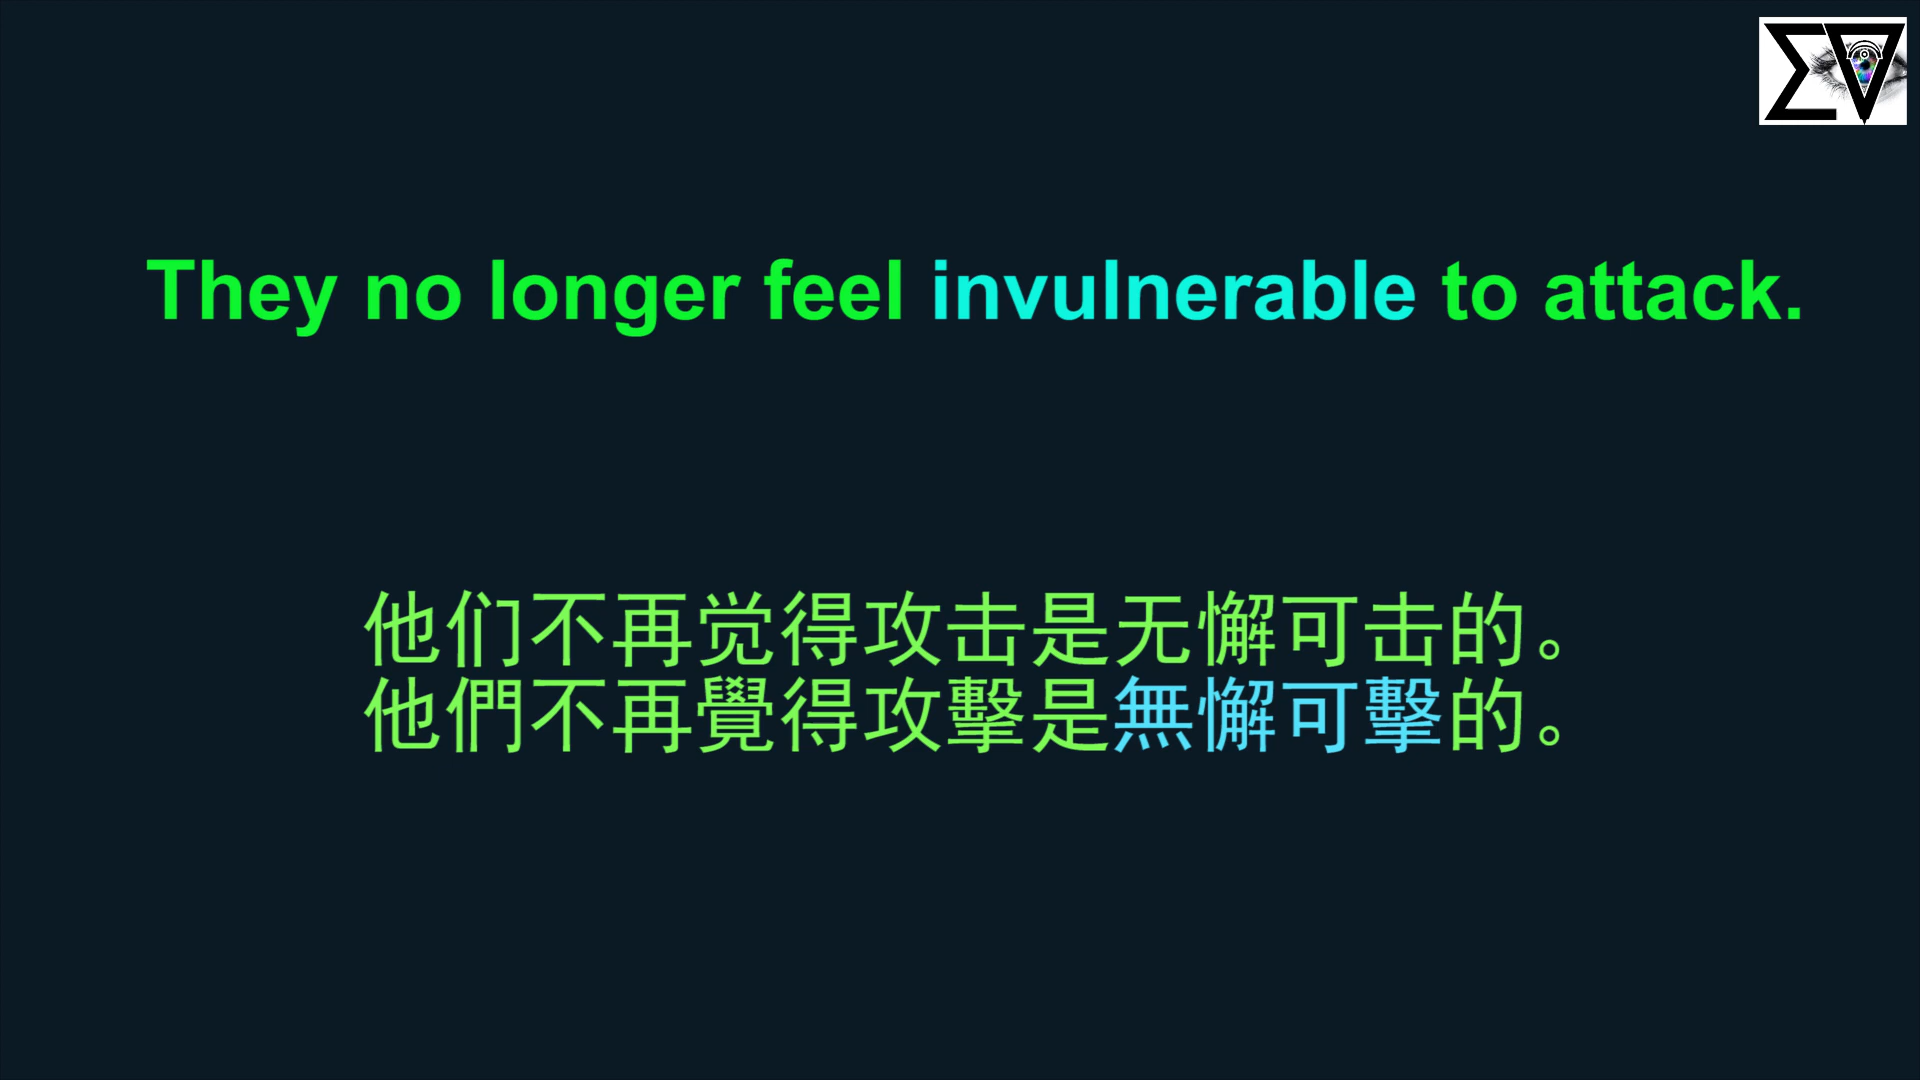 They no longer feel invulnerable to attack.
他们不再觉得攻击是无懈可击的。
他們不再覺得攻擊是無懈可擊的。